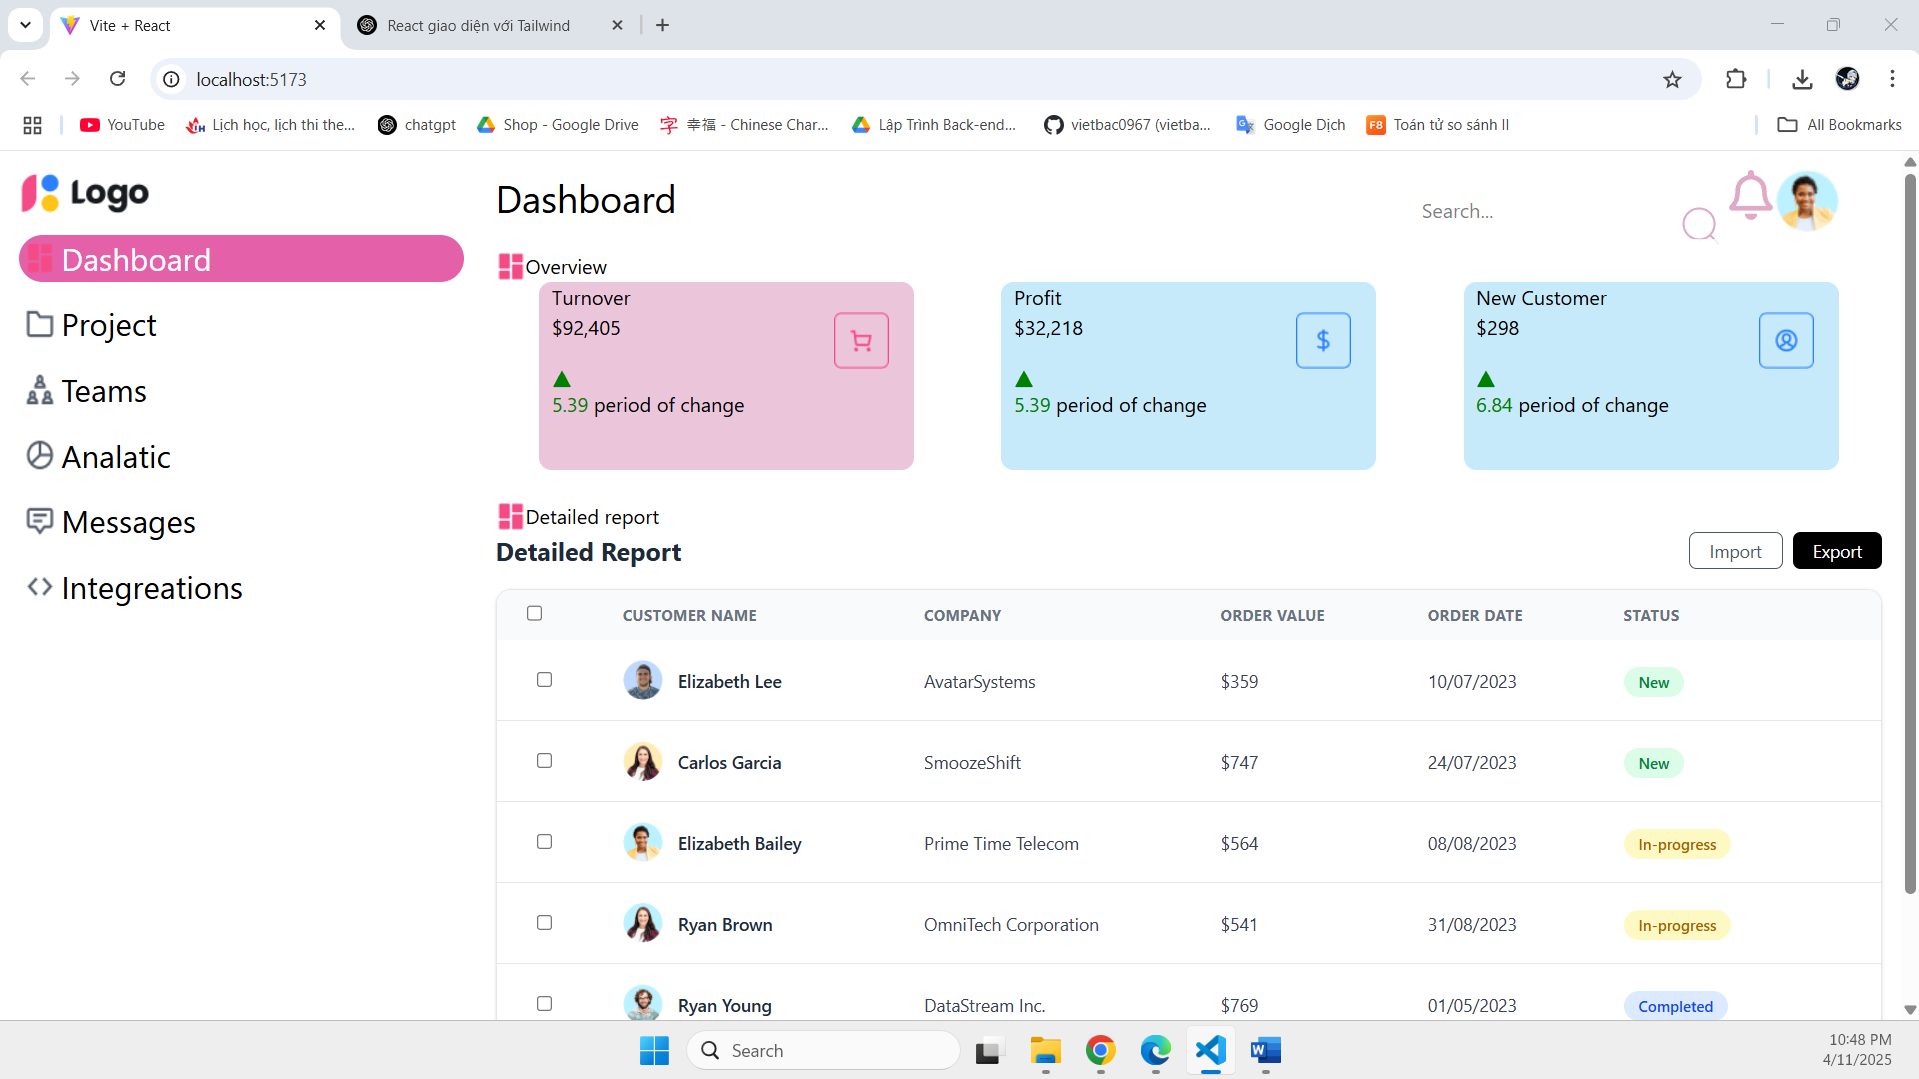 Vite + React
React giao diện với Tailwind
localhost:5173
YouTube
Lịch học, lịch thi the...
chatgpt
Shop - Google Drive
字 幸福 - Chinese Char...
Lập Trình Back-end...
vietbac0967 (vietba...
Google Dịch
F8 Toán tử so sánh II
All Bookmarks
Logo
Dashboard
Project
Teams
Analatic
Messages
Integreations
Dashboard
Search...
Overview
Turnover
$92,405
5.39 period of change
Profit
$32,218
5.39 period of change
New Customer
$298
6.84 period of change
Detailed report
Detailed Report
Import
Export
CUSTOMER NAME COMPANY ORDER VALUE ORDER DATE STATUS
Elizabeth Lee AvatarSystems $359 10/07/2023 New
Carlos Garcia SmoozeShift $747 24/07/2023 New
Elizabeth Bailey Prime Time Telecom $564 08/08/2023 In-progress
Ryan Brown OmniTech Corporation $541 31/08/2023 In-progress
Ryan Young DataStream Inc. $769 01/05/2023 Completed
Search
10:48 PM
4/11/2025